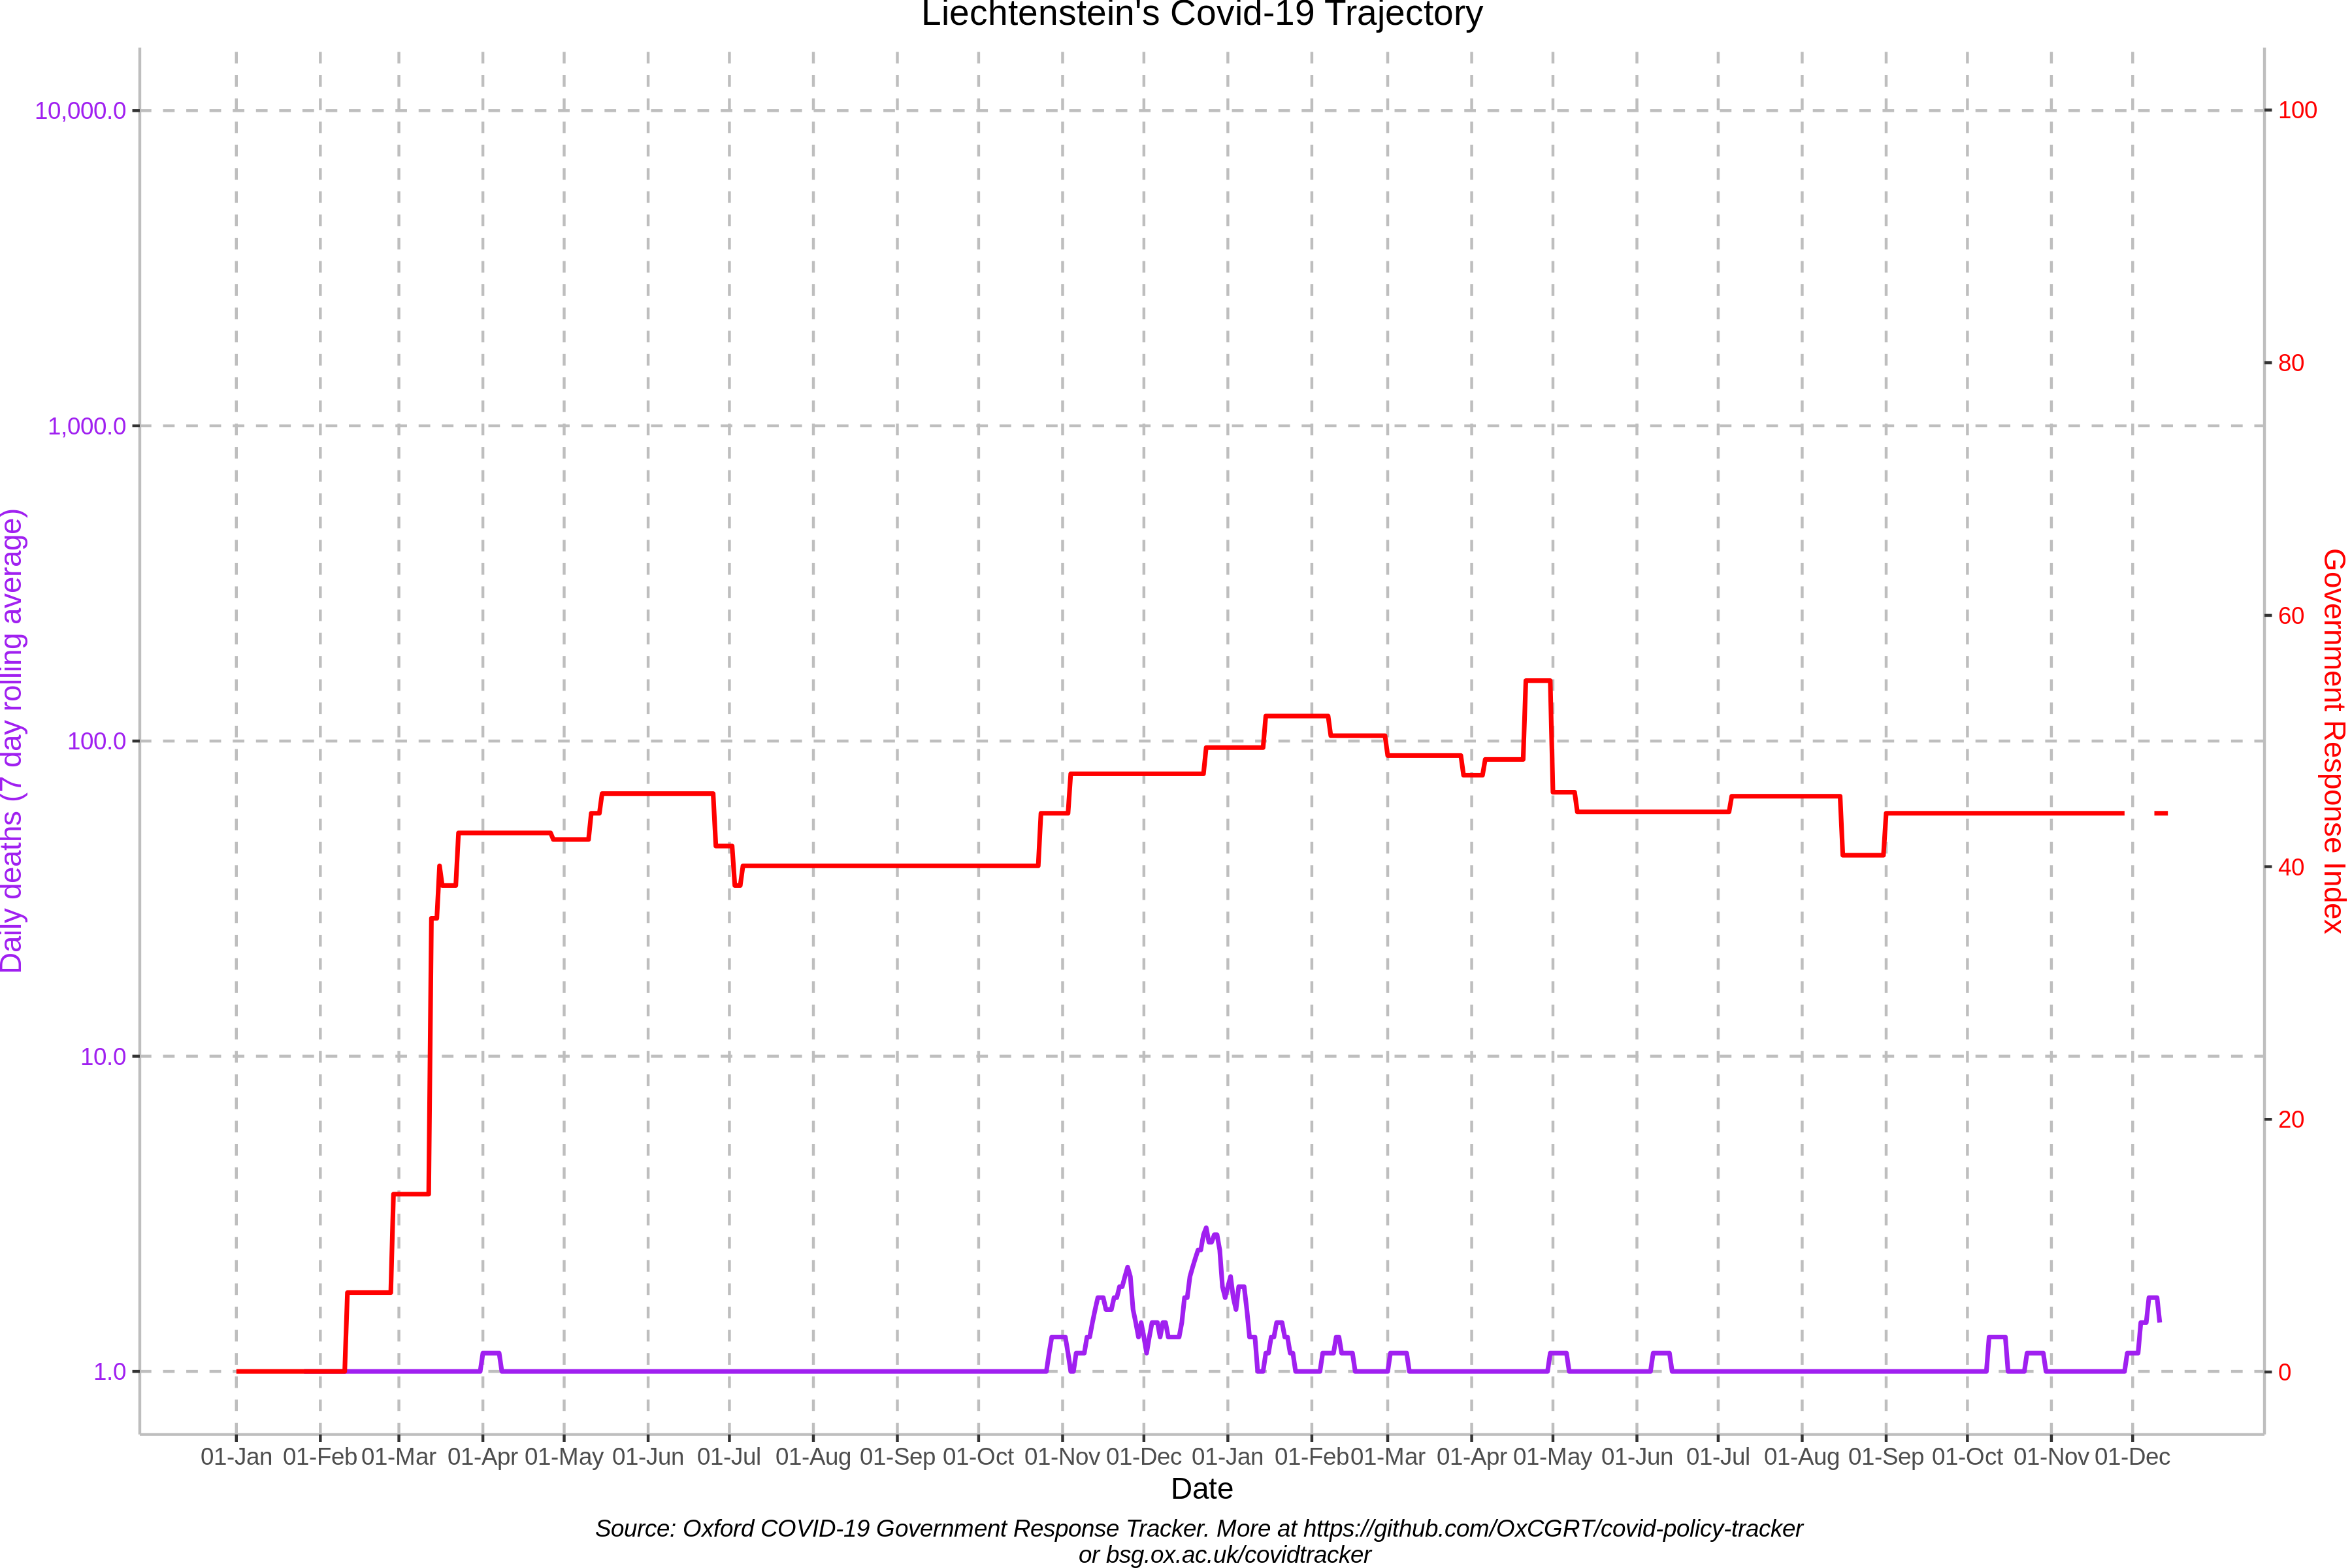 Liechtenstein's Covid-19 Trajectory
10,000.0
1,000.0
100.0
10.0
1.0
Daily deaths (7 day rolling average)
100
80
60
40
20
0
Government Response Index
01-Jan 01-Feb 01-Mar 01-Apr 01-May 01-Jun 01-Jul 01-Aug 01-Sep 01-Oct 01-Nov 01-Dec 01-Jan 01-Feb 01-Mar 01-Apr 01-May 01-Jun 01-Jul 01-Aug 01-Sep 01-Oct 01-Nov 01-Dec
Date
Source: Oxford COVID-19 Government Response Tracker. More at https://github.com/OxCGRT/covid-policy-tracker
or bsg.ox.ac.uk/covidtracker